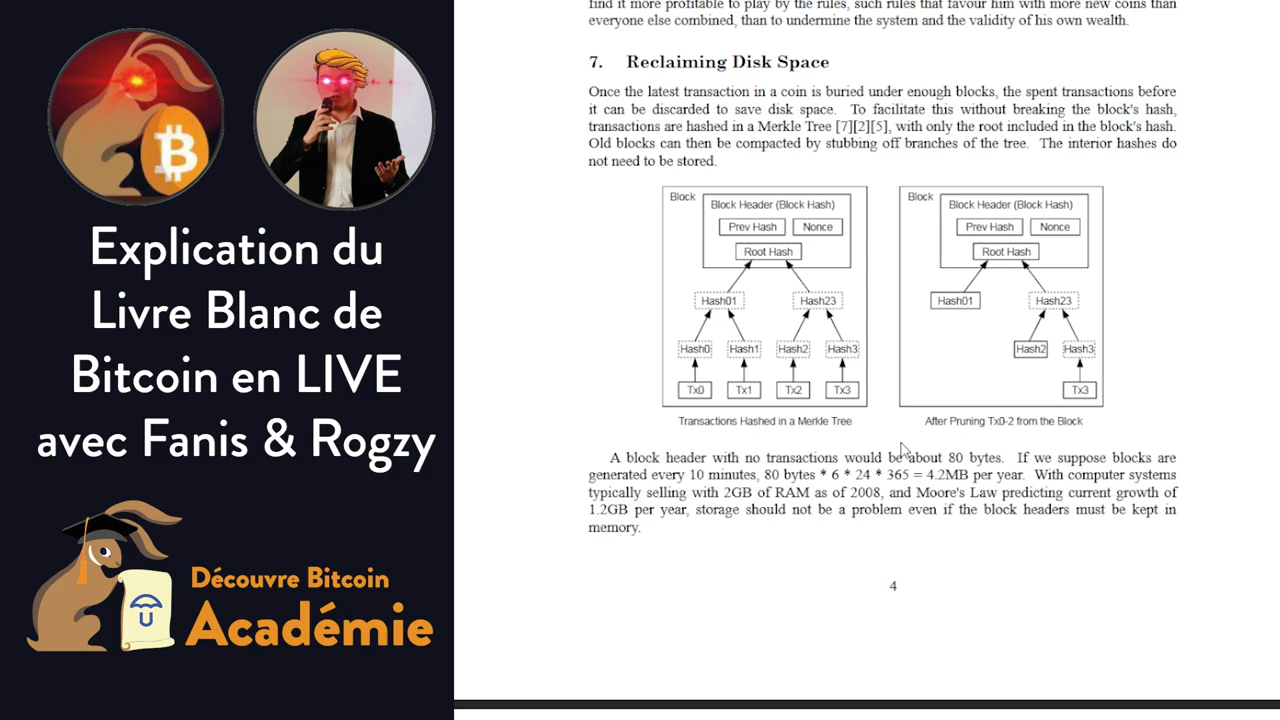 Explication du
Livre Blanc de
Bitcoin en LIVE
avec Fanis & Rogzy
Découvre Bitcoin
Académie
find it more profitable to play by the rules, such rules that favour him with more new coins than
everyone else combined, than to undermine the system and the validity of his own wealth.
7. Reclaiming Disk Space
Once the latest transaction in a coin is buried under enough blocks, the spent transactions before
it can be discarded to save disk space. To facilitate this without breaking the block's hash,
transactions are hashed in a Merkle Tree [7][2][5], with only the root included in the block's hash.
Old blocks can then be compacted by stubbing off branches of the tree. The interior hashes do
not need to be stored.
Block
Block Header (Block Hash)
Prev Hash Nonce
Root Hash
Hash01 Hash23
Hash0 Hash1 Hash2 Hash3
Tx0 Tx1 Tx2 Tx3
Transactions Hashed in a Merkle Tree
Block
Block Header (Block Hash)
Prev Hash Nonce
Root Hash
Hash01 Hash23
Hash2 Hash3
Tx3
After Pruning Tx0-2 from the Block
A block header with no transactions would be about 80 bytes. If we suppose blocks are
generated every 10 minutes, 80 bytes * 6 * 24 * 365 = 4.2MB per year. With computer systems
typically selling with 2GB of RAM as of 2008, and Moore's Law predicting current growth of
1.2GB per year, storage should not be a problem even if the block headers must be kept in
memory.
4